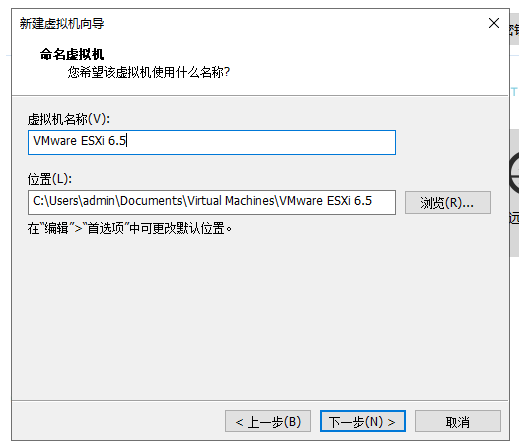 新建虚拟机向导
命名虚拟机
您希望该虚拟机使用什么名称?
虚拟机名称(V):
VMware ESXi 6.5
位置(L):
C:\Users\admin\Documents\Virtual Machines\VMware ESXi 6.5
浏览(R)...
在“编辑”>“首选项”中可更改默认位置。
< 上一步(B)
下一步(N) >
取消
T
远